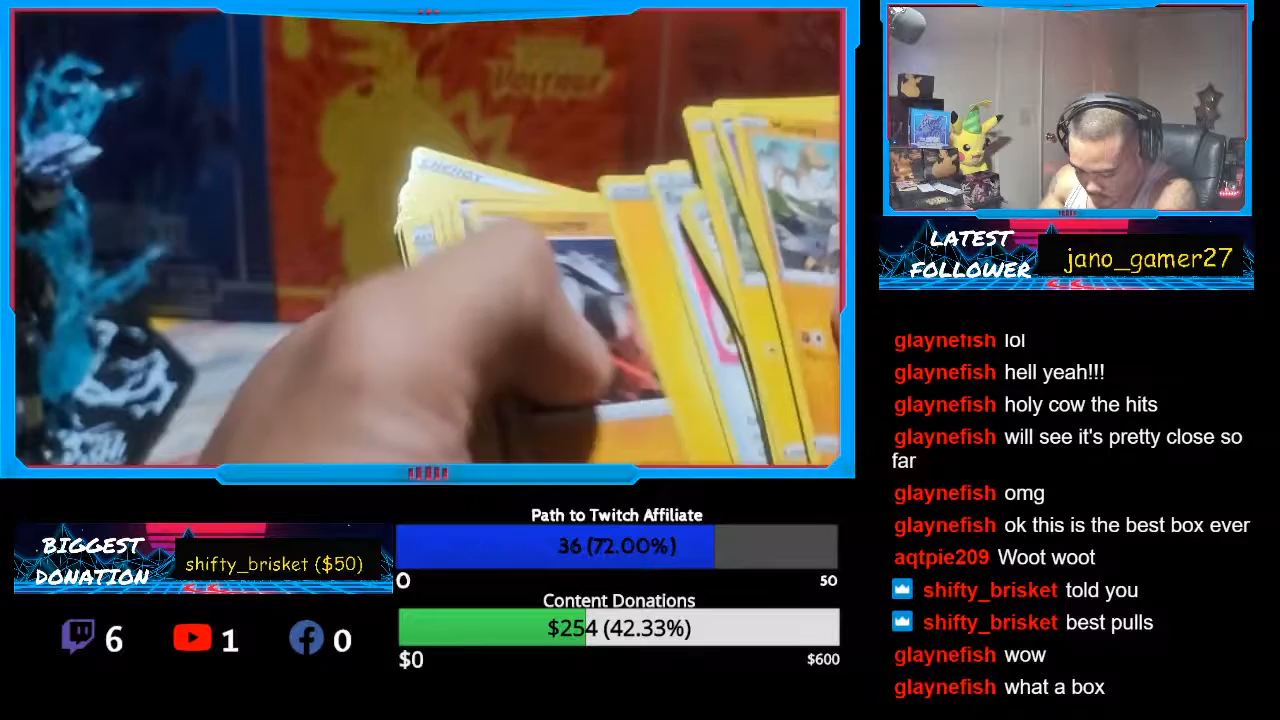 ENERGY
LATEST
FOLLOWER
jano_gamer27
glaynefish lol
glaynefish hell yeah!!!
glaynefish holy cow the hits
glaynefish will see it's pretty close so
far
glaynefish omg
glaynefish ok this is the best box ever
aqtpie209 Woot woot
shifty_brisket told you
shifty_brisket best pulls
glaynefish wow
glaynefish what a box
BIGGEST
DONATION
shifty_brisket ($50)
Path to Twitch Affiliate
36 (72.00%)
0
50
Content Donations
$254 (42.33%)
$0
$600
6
1
0